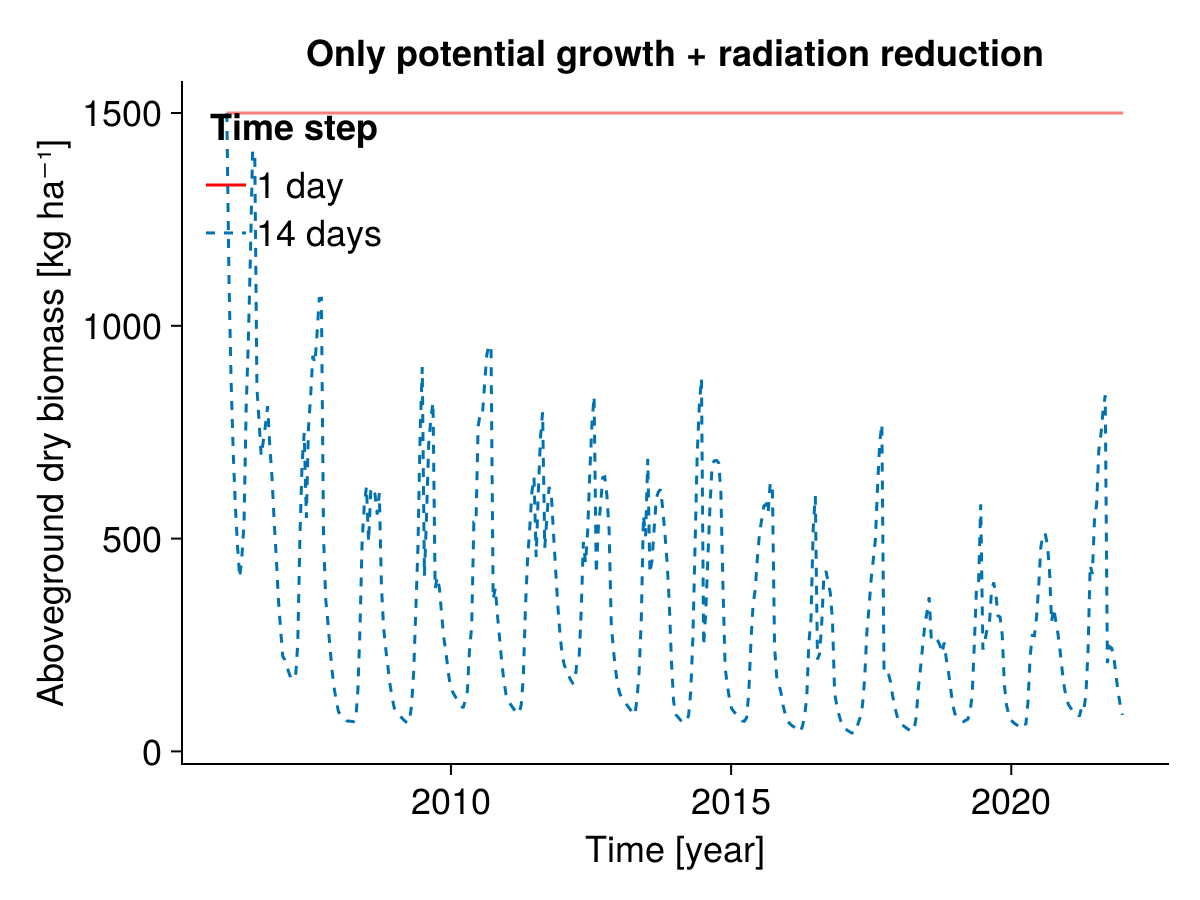 Only potential growth + radiation reduction
Aboveground dry biomass [kg ha⁻¹]
1500
1000
500
0
Time step
1 day
14 days
2010
2015
2020
Time [year]